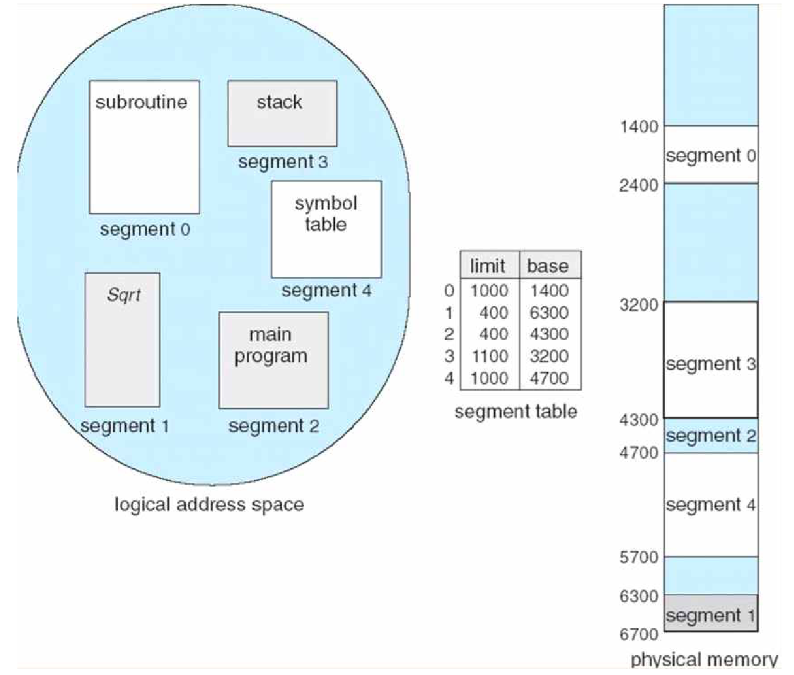 subroutine
segment 0
stack
segment 3
symbol
table
segment 4
Sqrt
segment 1
main
program
segment 2
logical address space
limit base
0 1000 1400
1 400 6300
2 400 4300
3 1100 3200
4 1000 4700
segment table
1400
segment 0
2400
3200
segment 3
4300
segment 2
4700
segment 4
5700
6300
segment 1
6700
physical memory